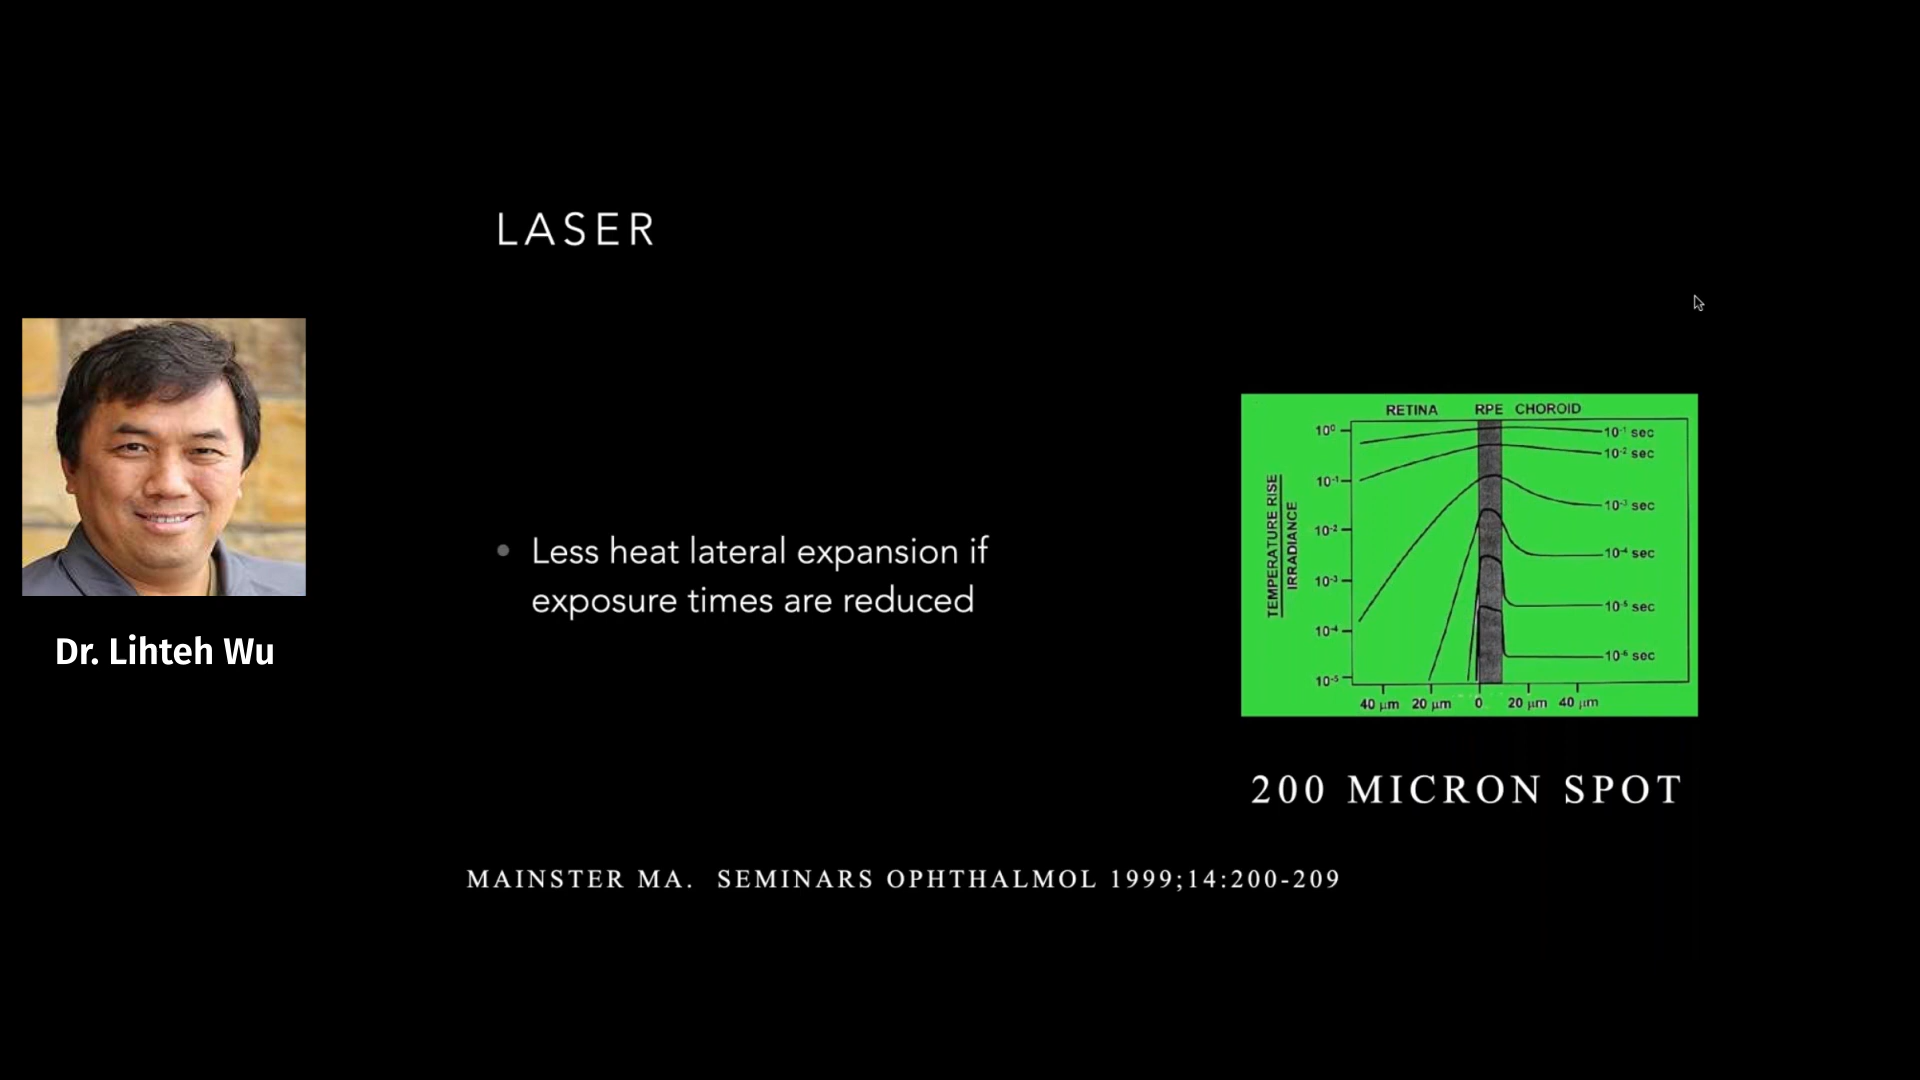 LASER
Dr. Lihteh Wu
• Less heat lateral expansion if
exposure times are reduced
RETINA RPE CHOROID
TEMPERATURE RISE
IRRADIANCE
10⁰
10⁻¹
10⁻²
10⁻³
10⁻⁴
10⁻⁵
10⁻¹ sec
10⁻² sec
10⁻³ sec
10⁻⁴ sec
10⁻⁵ sec
10⁻⁶ sec
40 µm 20 µm 0 20 µm 40 µm
200 MICRON SPOT
MAINSTER MA. SEMINARS OPHTHALMOL 1999;14:200-209